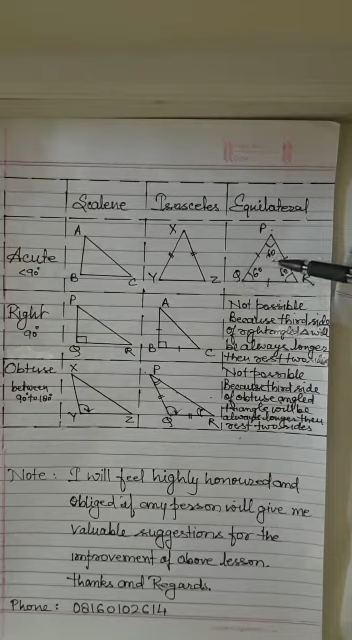 Scalene Isosceles Equilateral
Acute
<90°
A
B C
X
Y Z
P
60°
Q 60° 60° R
Right
90°
P
Q R
A
B C
Not possible
Because third side
of right angled Δ will
be always longer
then rest two sides
Obtuse
between
90° to 180°
X
Y Z
P
Q R
Not possible
Because third side
of obtuse angled
triangle will be
always longer then
rest two sides
Note: I will feel highly honoured and
obliged if any person will give me
valuable suggestions for the
improvement of above lesson.
thanks and Regards.
Phone: 08160102614